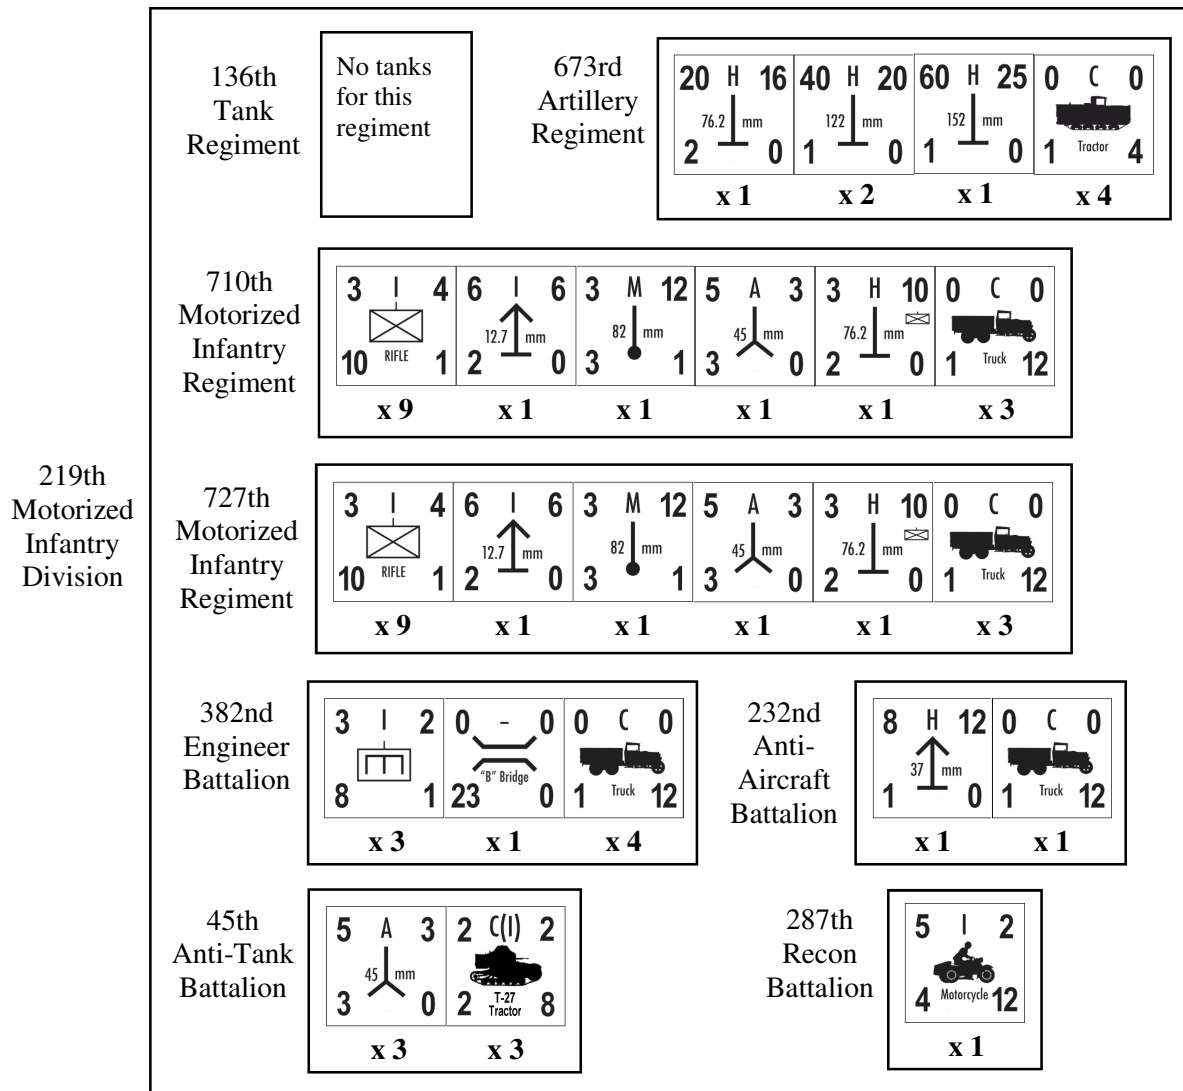 136th
Tank
Regiment
No tanks
for this
regiment
673rd
Artillery
Regiment
20 H 16
76.2 mm
2 0
x 1
40 H 20
122 mm
1 0
x 2
60 H 25
152 mm
1 0
x 1
0 C 0
Tractor
1 4
x 4
710th
Motorized
Infantry
Regiment
3 I 4
RIFLE
10 1
x 9
6 I 6
12.7 mm
2 0
x 1
3 M 12
82 mm
3 1
x 1
5 A 3
45 mm
3 0
x 1
3 H 10
76.2 mm
2 0
x 1
0 C 0
Truck
1 12
x 3
219th
Motorized
Infantry
Division
727th
Motorized
Infantry
Regiment
3 I 4
RIFLE
10 1
x 9
6 I 6
12.7 mm
2 0
x 1
3 M 12
82 mm
3 1
x 1
5 A 3
45 mm
3 0
x 1
3 H 10
76.2 mm
2 0
x 1
0 C 0
Truck
1 12
x 3
382nd
Engineer
Battalion
3 I 2
8 1
x 3
0 – 0
"B" Bridge
23 0
x 1
0 C 0
Truck
1 12
x 4
232nd
Anti-
Aircraft
Battalion
8 H 12
37 mm
1 0
x 1
0 C 0
Truck
1 12
x 1
45th
Anti-Tank
Battalion
5 A 3
45 mm
3 0
x 3
2 C(I) 2
T-27
Tractor
2 8
x 3
287th
Recon
Battalion
5 I 2
Motorcycle
4 12
x 1